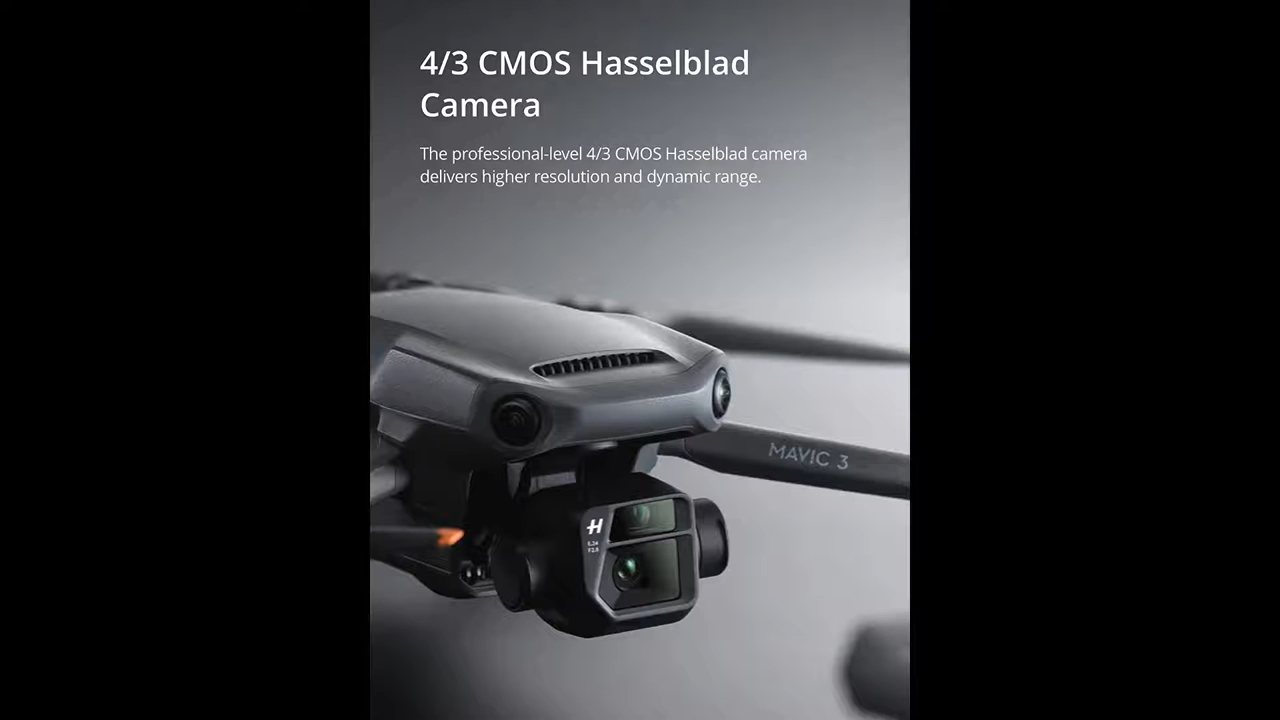 4/3 CMOS Hasselblad
Camera
The professional-level 4/3 CMOS Hasselblad camera
delivers higher resolution and dynamic range.
MAVIC 3
H